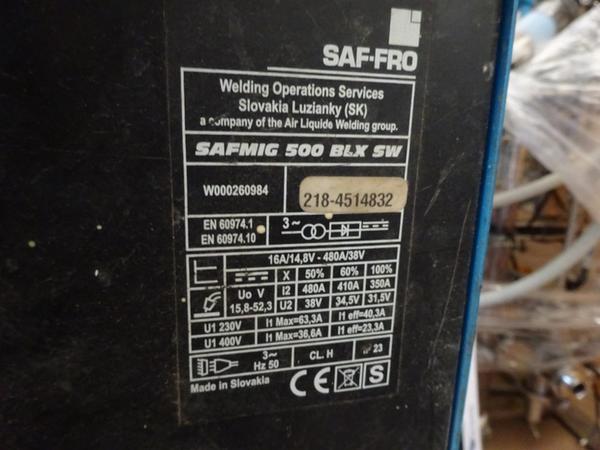 SAF-FRO
Welding Operations Services
Slovakia Luzianky (SK)
a company of the Air Liquide Welding group.
SAFMIG 500 BLX SW
W000260984
218-4514832
EN 60974.1
EN 60974.10
3~
16A/14,8V - 480A/38V
X 50% 60% 100%
Uo V I2 480A 410A 350A
15,8-52,3 U2 38V 34,5V 31,5V
U1 230V I1 Max=63,3A I1 eff=40,3A
U1 400V I1 Max=36,6A I1 eff=23,3A
3~
Hz 50 CL. H IP 23
Made in Slovakia
CE S